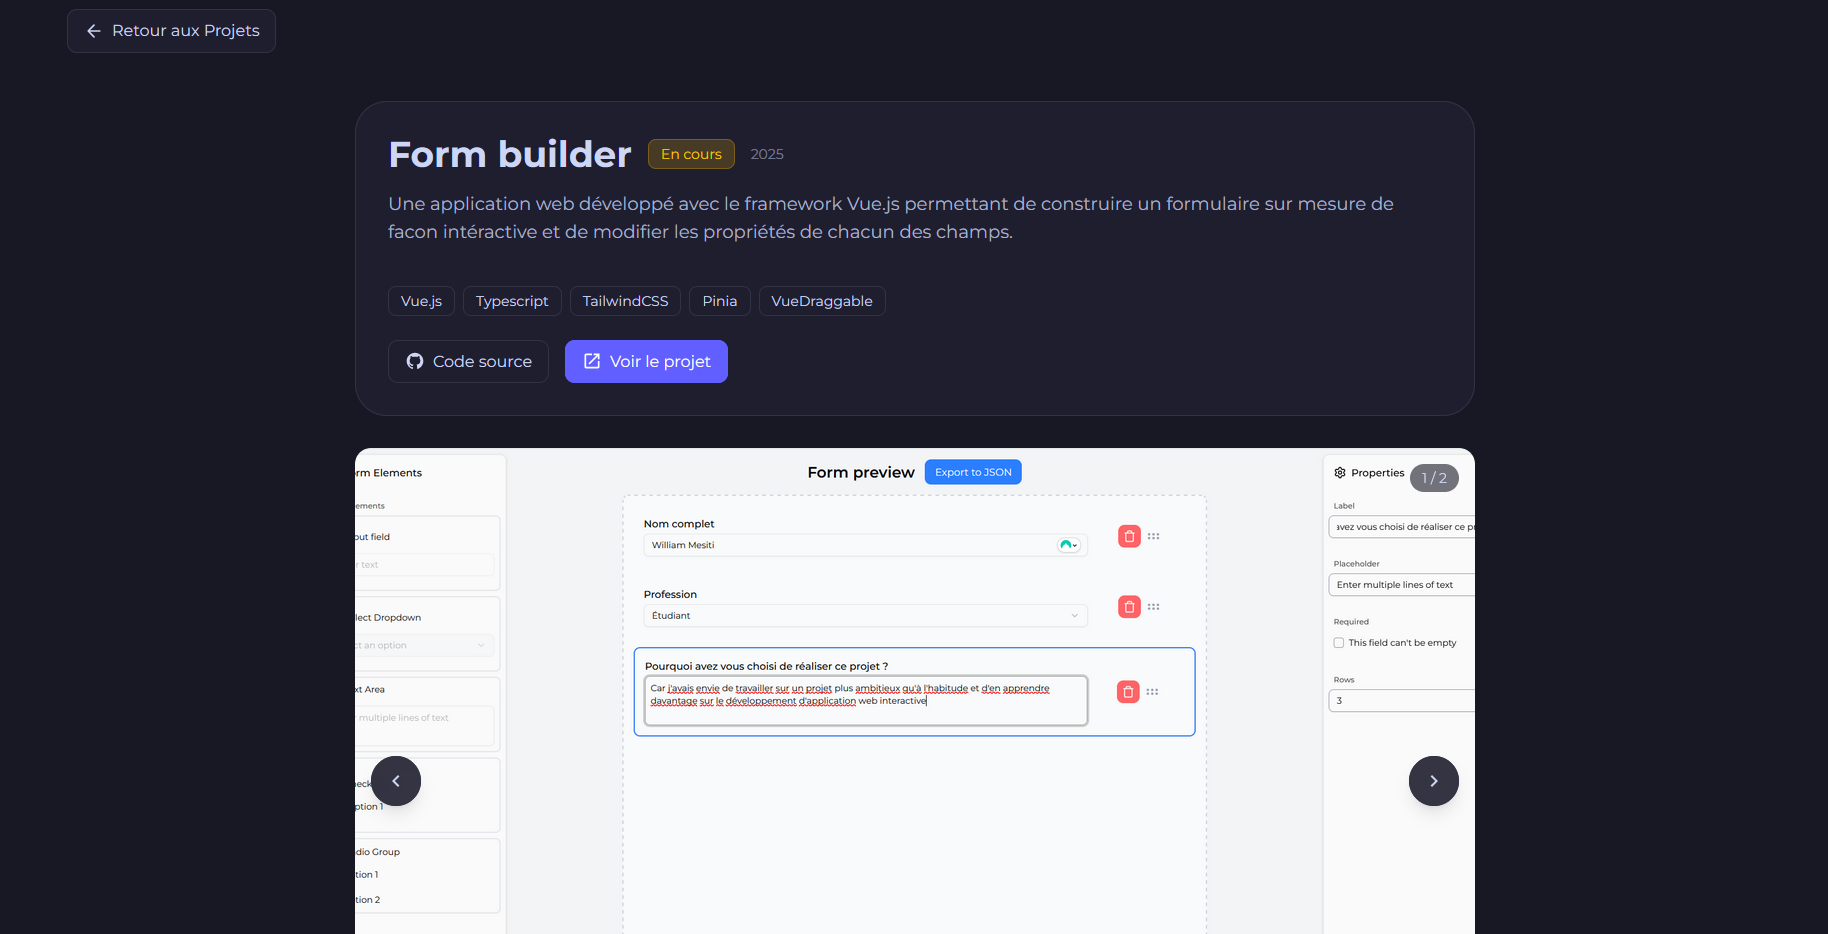 Retour aux Projets
Form builder
En cours
2025
Une application web développé avec le framework Vue.js permettant de construire un formulaire sur mesure de
facon intéractive et de modifier les propriétés de chacun des champs.
Vue.js
Typescript
TailwindCSS
Pinia
VueDraggable
Code source
Voir le projet
rm Elements
ements
out field
r text
lect Dropdown
ct an option
xt Area
multiple lines of text
eck
ption 1
dio Group
tion 1
tion 2
Form preview
Export to JSON
Nom complet
William Mesiti
Profession
Étudiant
Pourquoi avez vous choisi de réaliser ce projet ?
Car j'avais envie de travailler sur un projet plus ambitieux qu'à l'habitude et d'en apprendre
davantage sur le développement d'application web interactive
Properties
1 / 2
Label
avez vous choisi de réaliser ce pr
Placeholder
Enter multiple lines of text
Required
This field can't be empty
Rows
3